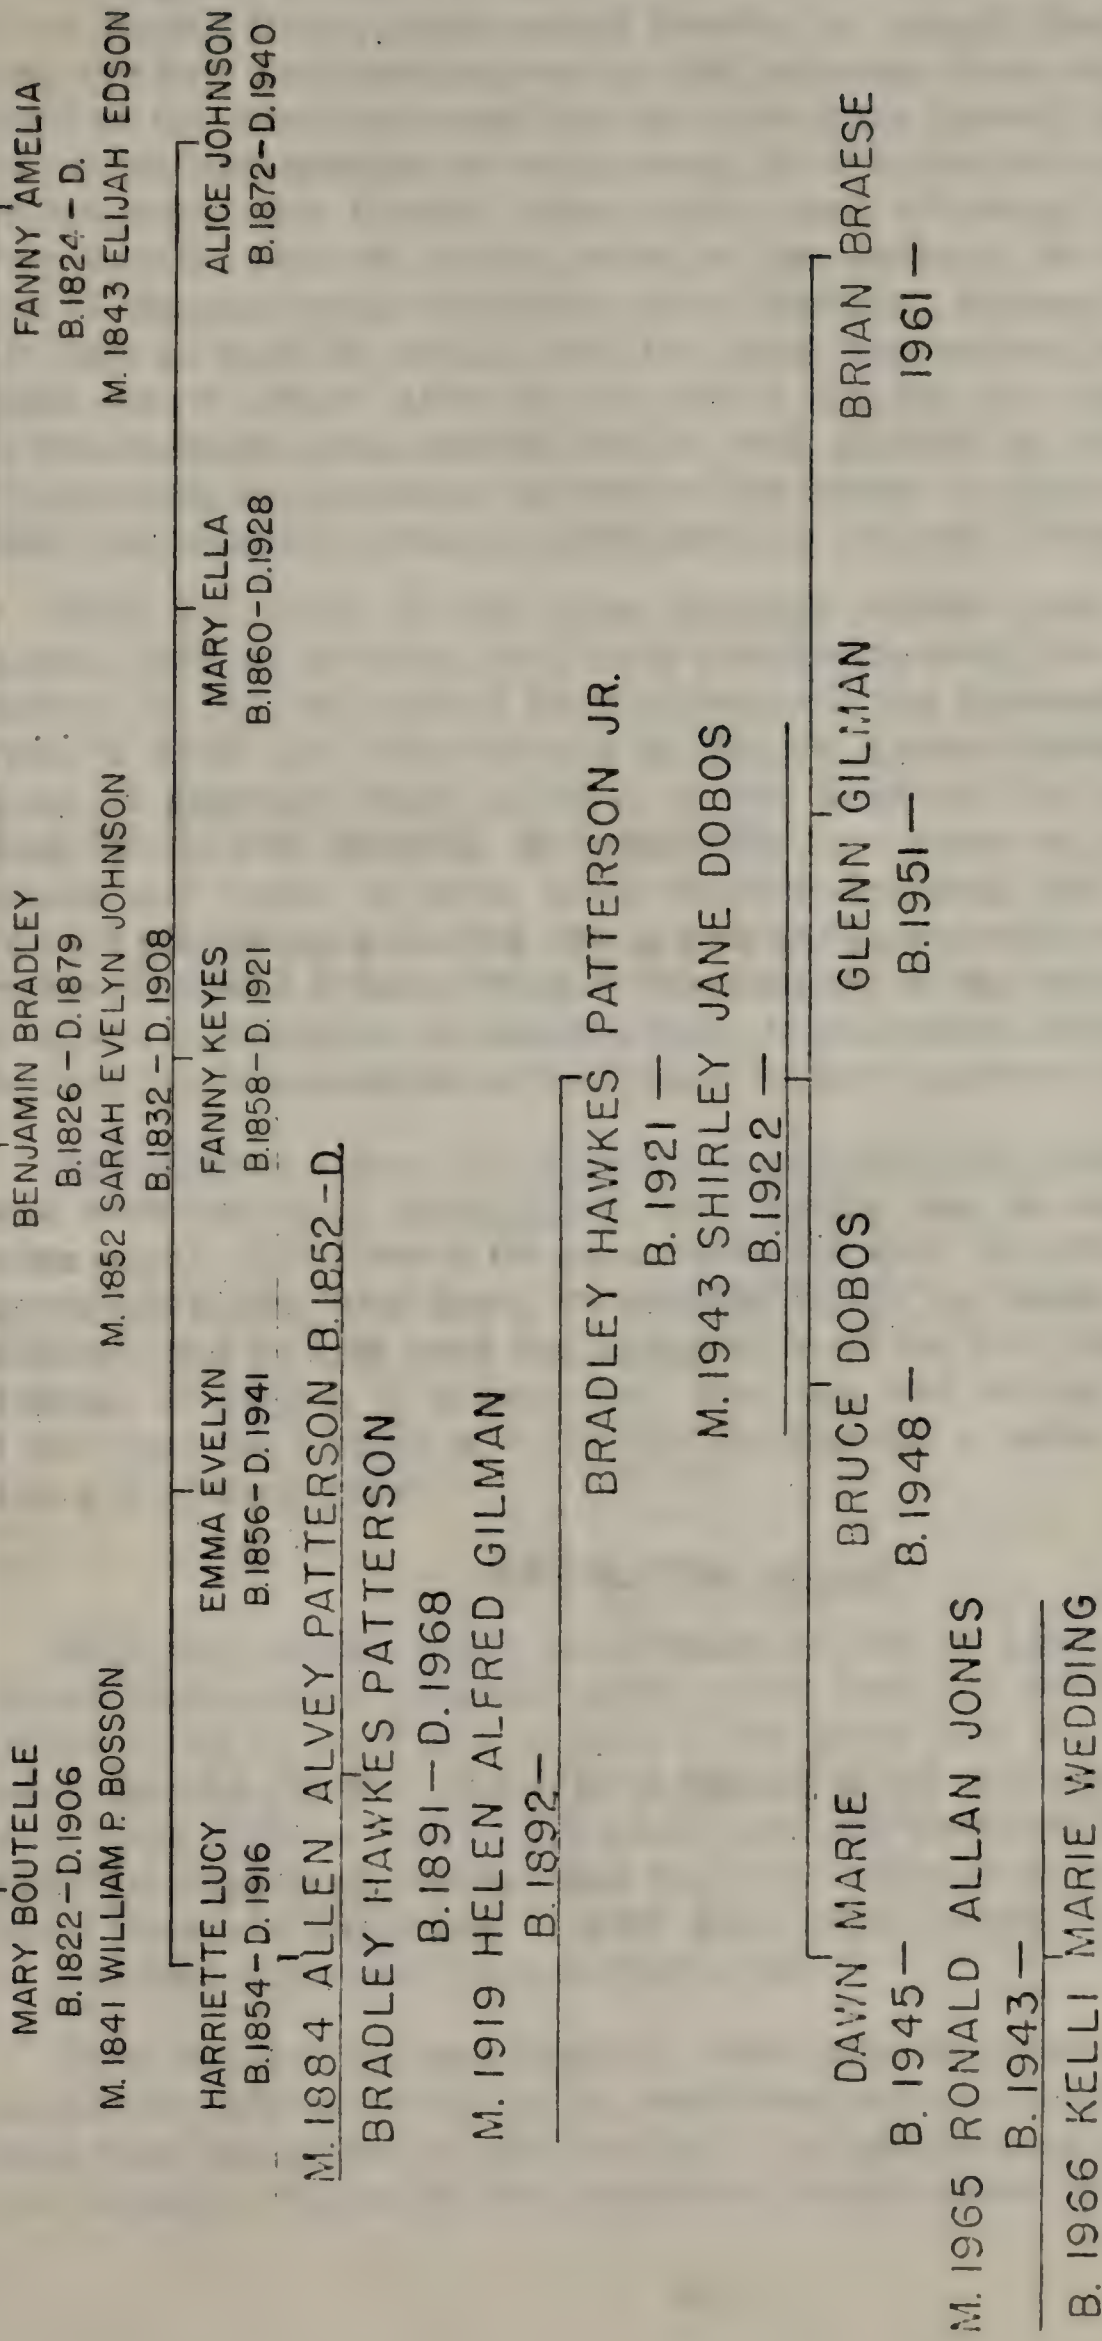 MARY BOUTELLE
B.1822-D.1906
M. 1841 WILLIAM P. BOSSON
BENJAMIN BRADLEY
B.1826-D.1879
M. 1852 SARAH EVELYN JOHNSON
B.1832-D.1908
FANNY AMELIA
B.1824-D.
M. 1843 ELIJAH EDSON
HARRIETTE LUCY
B.1854-D.1916
EMMA EVELYN
B.1856-D.1941
FANNY KEYES
B.1858-D.1921
MARY ELLA
B.1860-D.1928
ALICE JOHNSON
B.1872-D.1940
M. 1884 ALLEN ALVEY PATTERSON B.1852-D.
BRADLEY HAWKES PATTERSON
B.1891-D.1968
M. 1919 HELEN ALFRED GILMAN
B.1892-
BRADLEY HAWKES PATTERSON JR.
B. 1921-
M. 1943 SHIRLEY JANE DOBOS
B.1922-
DAWN MARIE
B. 1945-
M. 1965 RONALD ALLAN JONES
B. 1943-
B. 1966 KELLI MARIE WEDDING
BRUCE DOBOS
B. 1948-
GLENN GILMAN
B. 1951-
BRIAN BRAESE
1961-